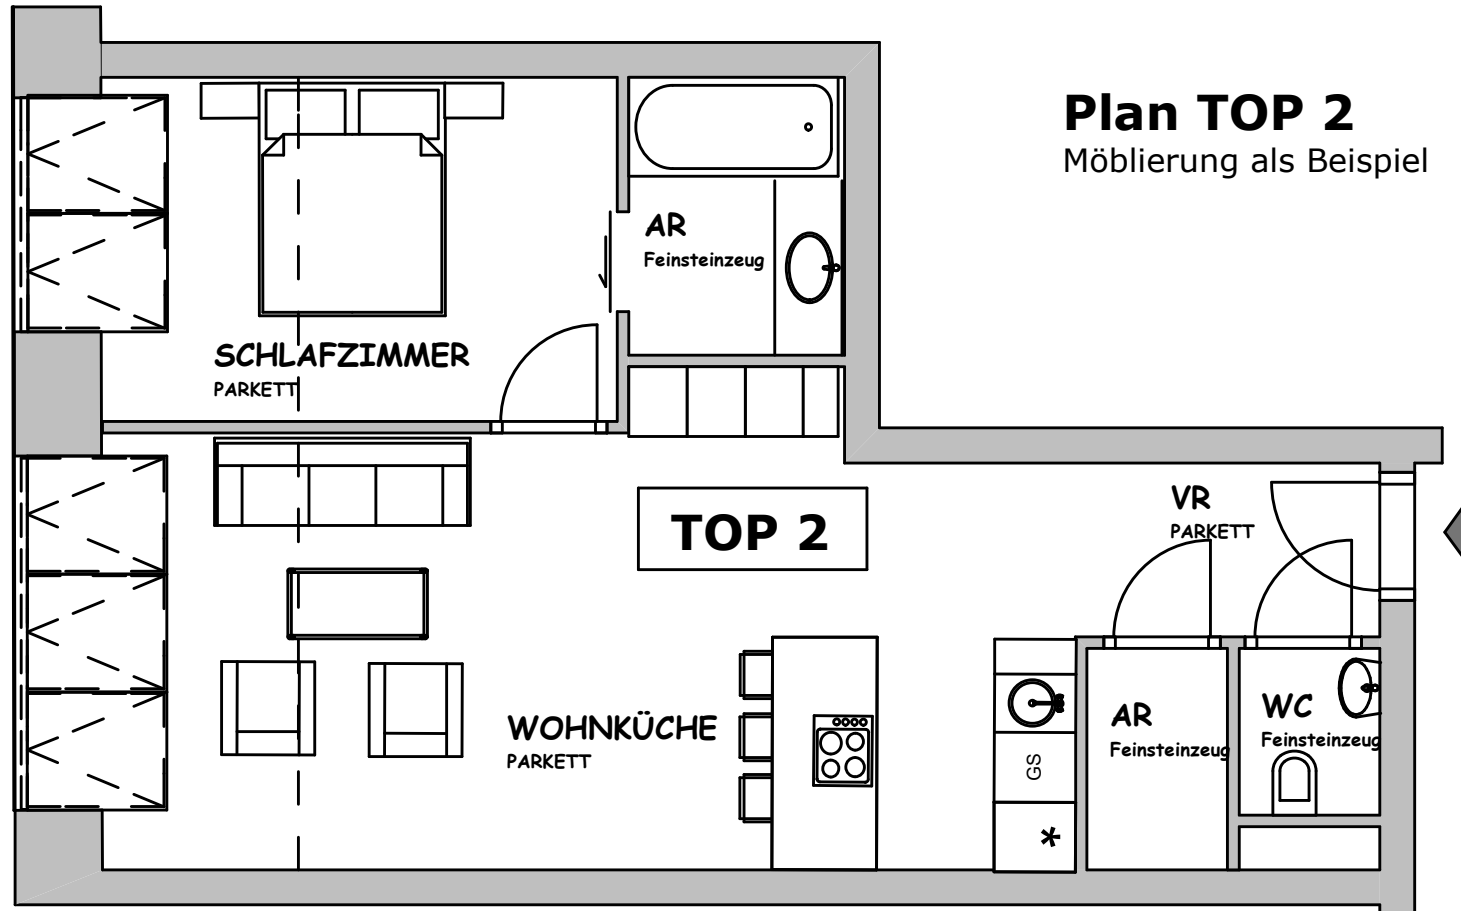 Plan TOP 2
Möblierung als Beispiel
AR
Feinsteinzeug
SCHLAFZIMMER
PARKETT
TOP 2
VR
PARKETT
WOHNKÜCHE
PARKETT
GS
*
AR
Feinsteinzeug
WC
Feinsteinzeug